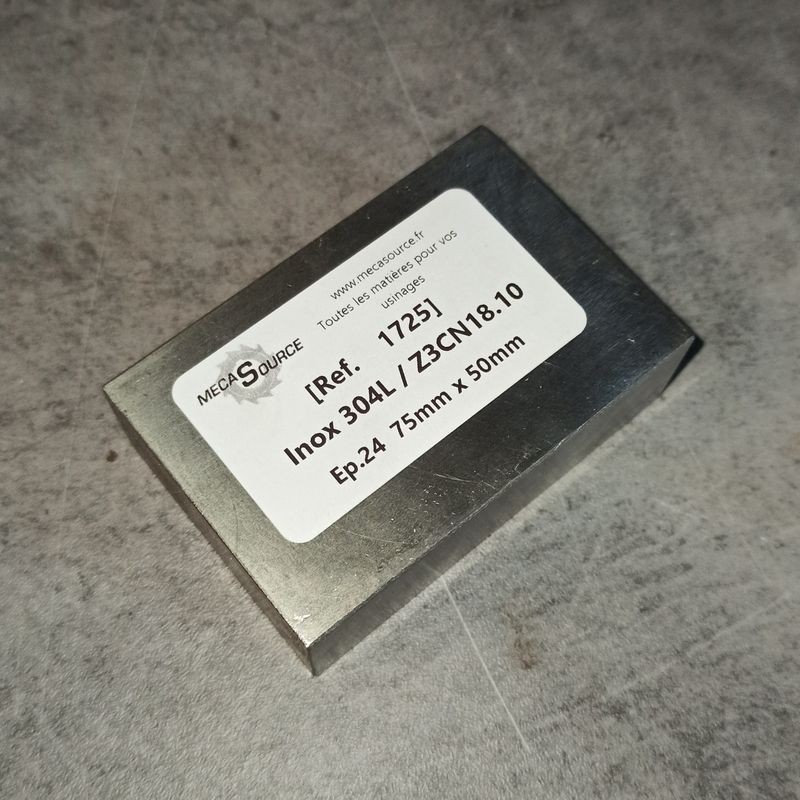 www.mecasource.fr
Toutes les matières pour vos
usinages
MECASOURCE
[Ref. 1725]
Inox 304L / Z3CN18.10
Ep.24 75mm x 50mm